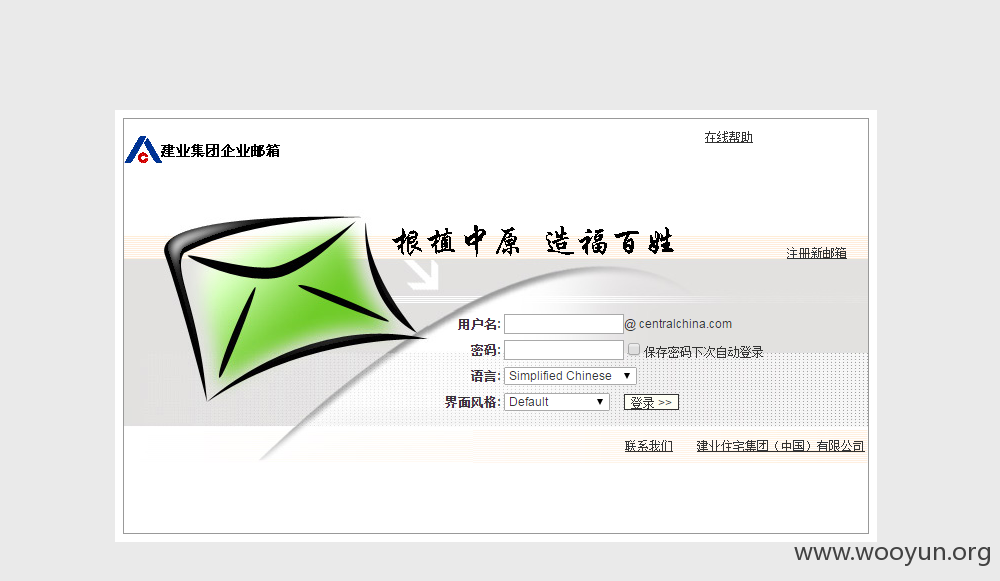 建业集团企业邮箱
在线帮助
根植中原 造福百姓
注册新邮箱
用户名: @ centralchina.com
密码: 保存密码下次自动登录
语言: Simplified Chinese
界面风格: Default 登录 >>
联系我们 建业住宅集团（中国）有限公司
www.wooyun.org